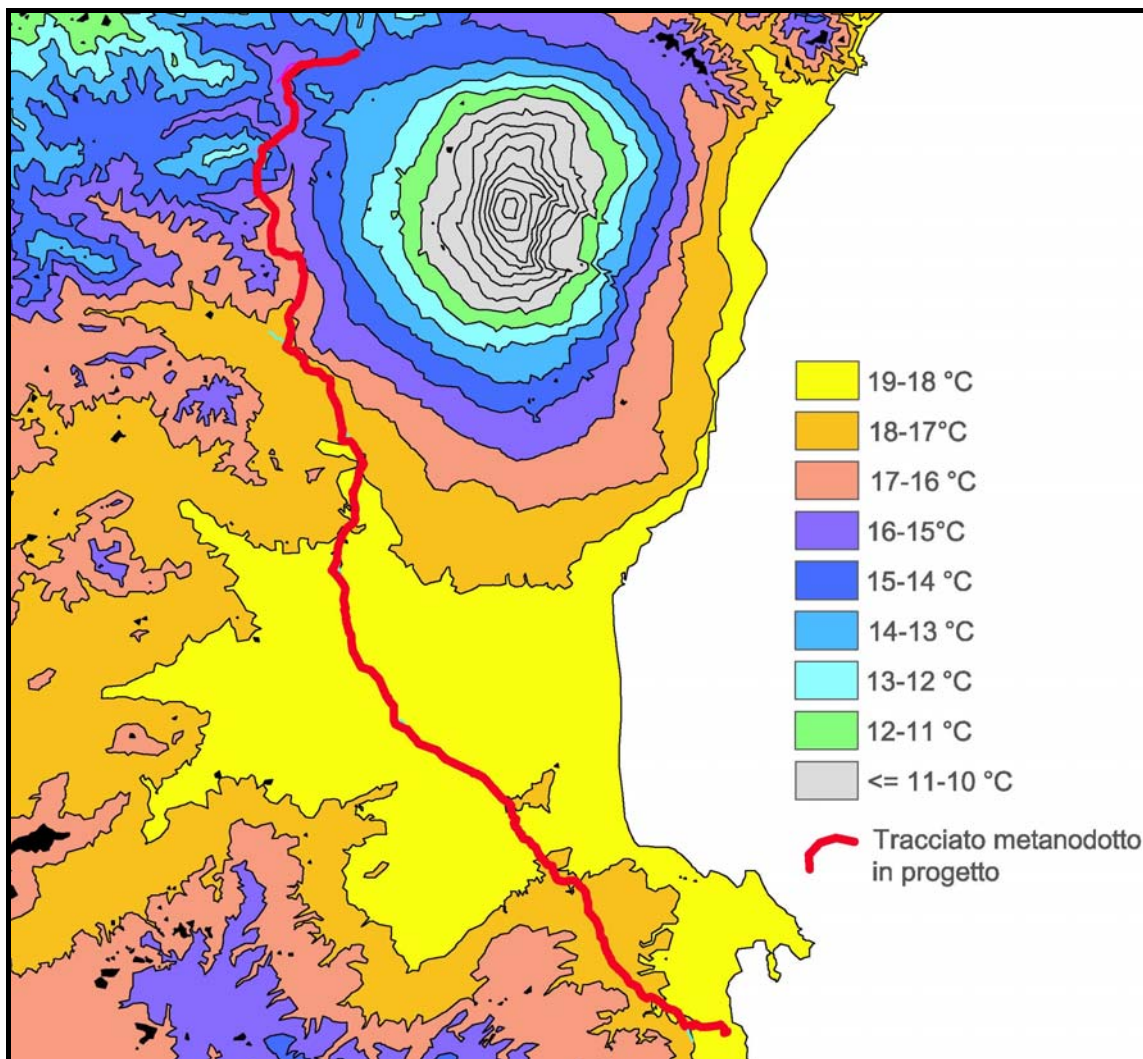 19-18 °C
18-17°C
17-16 °C
16-15°C
15-14 °C
14-13 °C
13-12 °C
12-11 °C
<= 11-10 °C
Tracciato metanodotto
in progetto